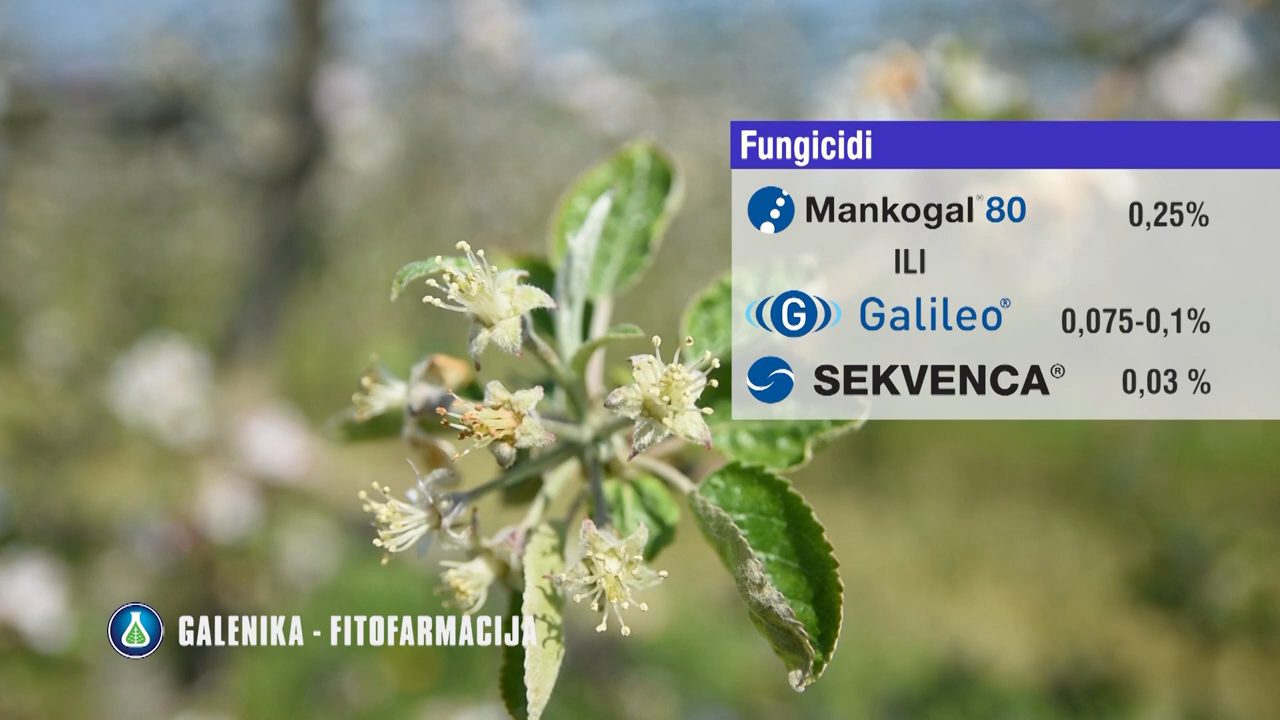 Fungicidi
Mankogal® 80 0,25%
ILI
G Galileo® 0,075-0,1%
SEKVENCA® 0,03 %
GALENIKA - FITOFARMACIJA